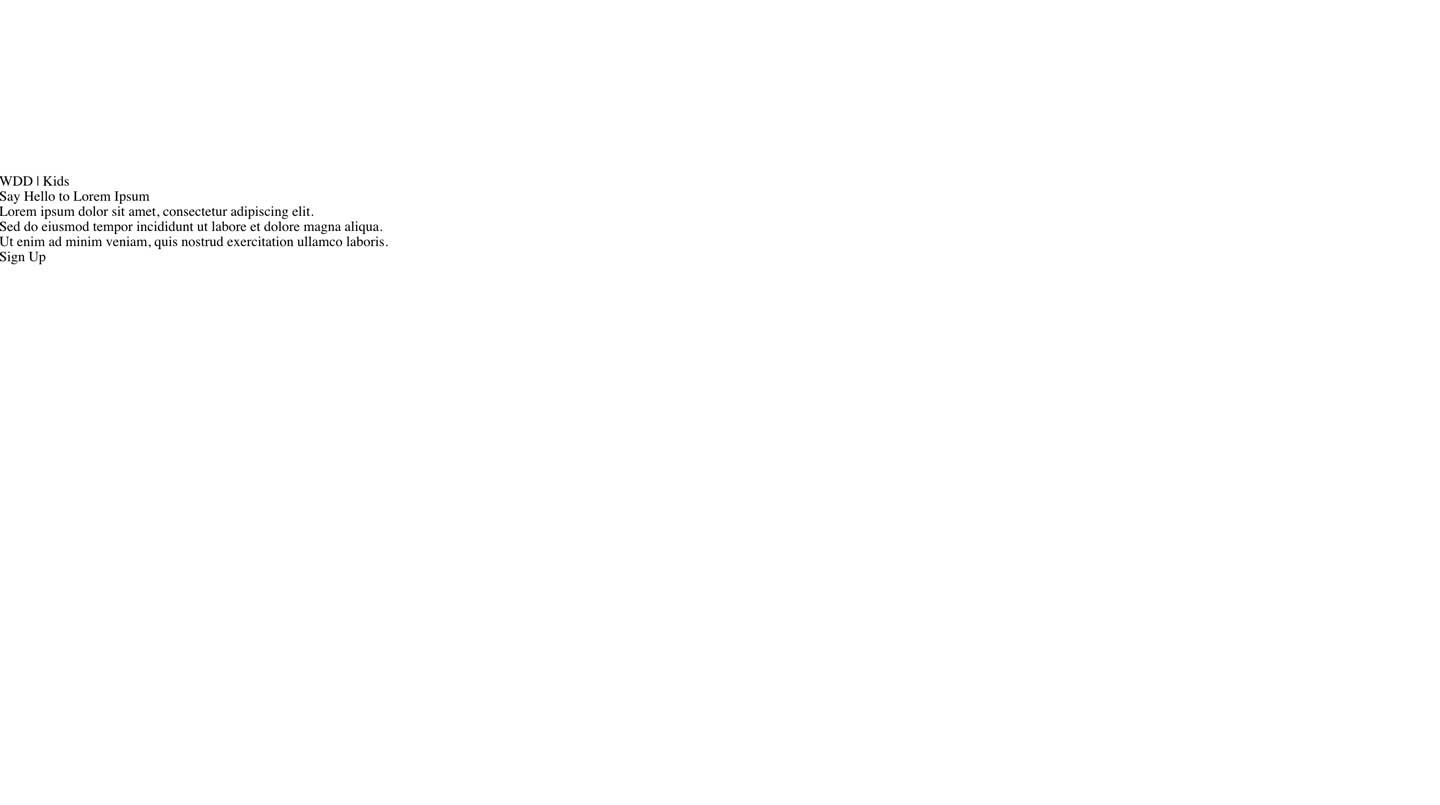 WDD | Kids
Say Hello to Lorem Ipsum
Lorem ipsum dolor sit amet, consectetur adipiscing elit.
Sed do eiusmod tempor incididunt ut labore et dolore magna aliqua.
Ut enim ad minim veniam, quis nostrud exercitation ullamco laboris.
Sign Up